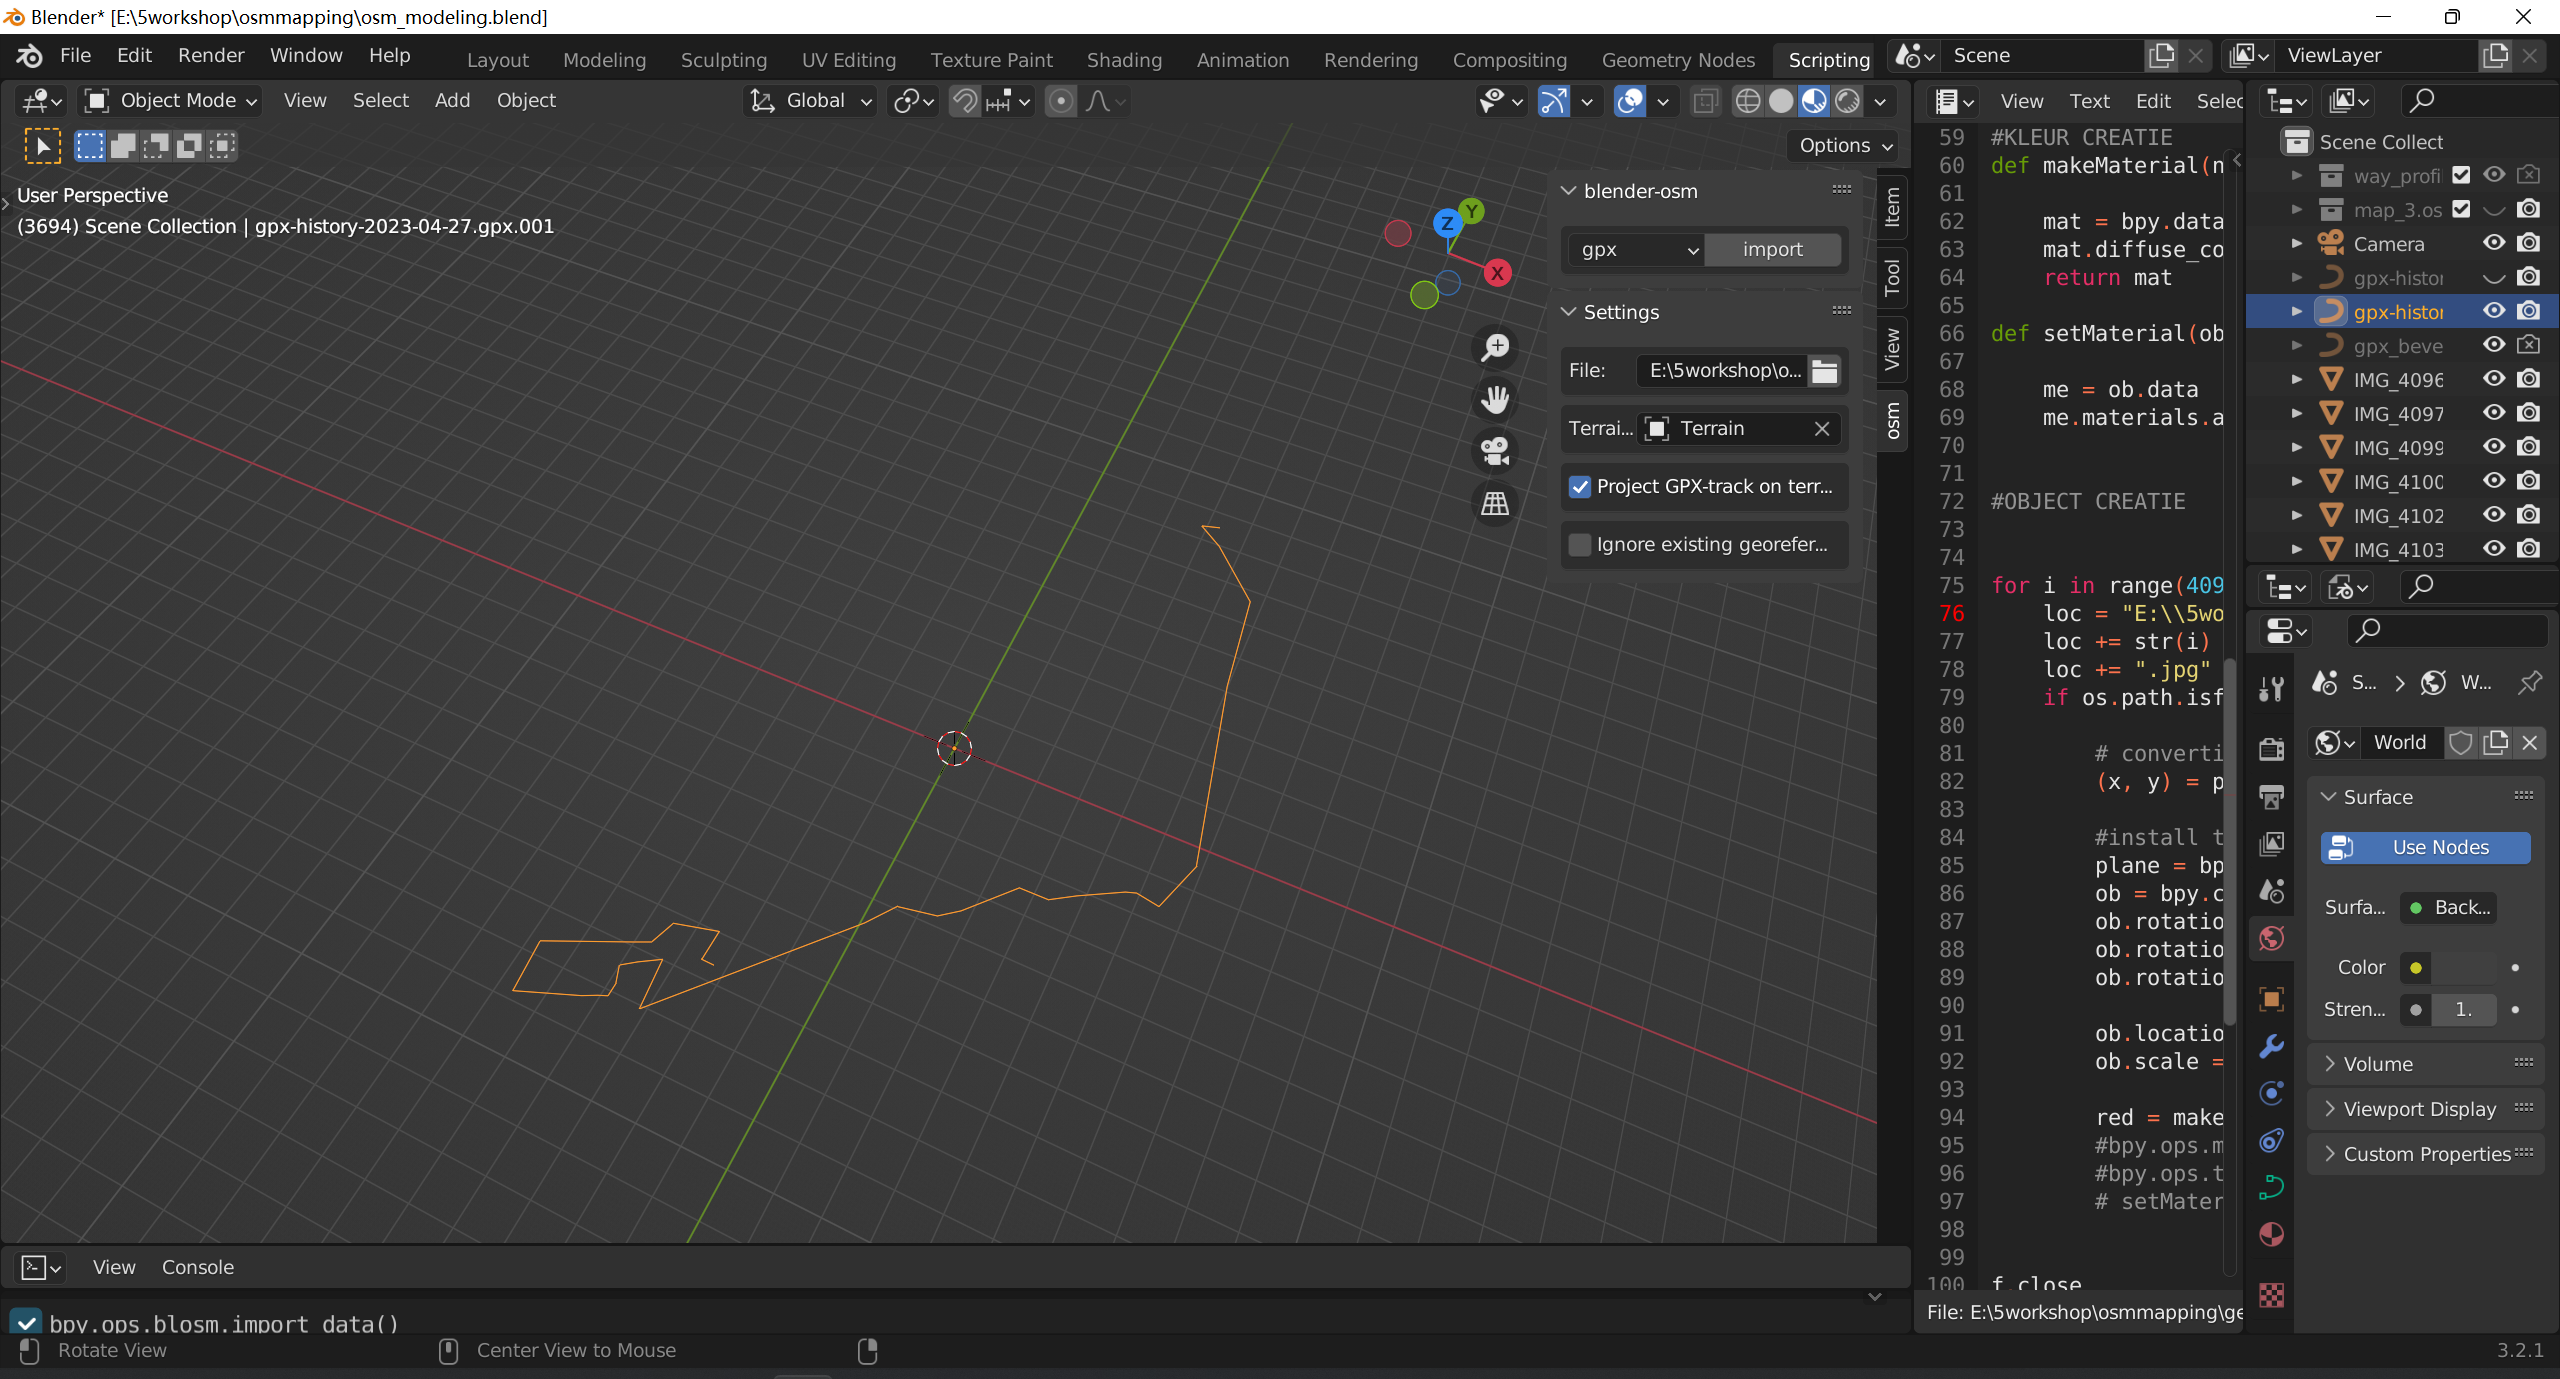 Blender* [E:\5workshop\osmmapping\osm_modeling.blend]
File Edit Render Window Help
Layout Modeling Sculpting UV Editing Texture Paint Shading Animation Rendering Compositing Geometry Nodes Scripting
Scene
ViewLayer
Object Mode View Select Add Object
Global
View Text Edit Selec
Options
User Perspective
(3694) Scene Collection | gpx-history-2023-04-27.gpx.001
Z
Y
X
blender-osm
gpx import
Settings
File: E:\5workshop\o...
Terrai... Terrain
Project GPX-track on terr...
Ignore existing georefer...
Item
Tool
View
osm
59 #KLEUR CREATIE
60 def makeMaterial(n
61
62 mat = bpy.data
63 mat.diffuse_co
64 return mat
65
66 def setMaterial(ob
67
68 me = ob.data
69 me.materials.a
70
71
72 #OBJECT CREATIE
73
74
75 for i in range(409
76 loc = "E:\\5wo
77 loc += str(i)
78 loc += ".jpg"
79 if os.path.isf
80
81 # converti
82 (x, y) = p
83
84 #install t
85 plane = bp
86 ob = bpy.c
87 ob.rotatio
88 ob.rotatio
89 ob.rotatio
90
91 ob.locatio
92 ob.scale =
93
94 red = make
95 #bpy.ops.m
96 #bpy.ops.t
97 # setMater
98
99
100 f.close
File: E:\5workshop\osmmapping\ge
Scene Collect
way_profi
map_3.os
Camera
gpx-histor
gpx-histor
gpx_beve
IMG_4096
IMG_4097
IMG_4099
IMG_4100
IMG_4102
IMG_4103
S... > W...
World
Surface
Use Nodes
Surfa... Back...
Color
Stren... 1.
Volume
Viewport Display
Custom Properties
View Console
bpy.ops.blosm.import_data()
Rotate View
Center View to Mouse
3.2.1